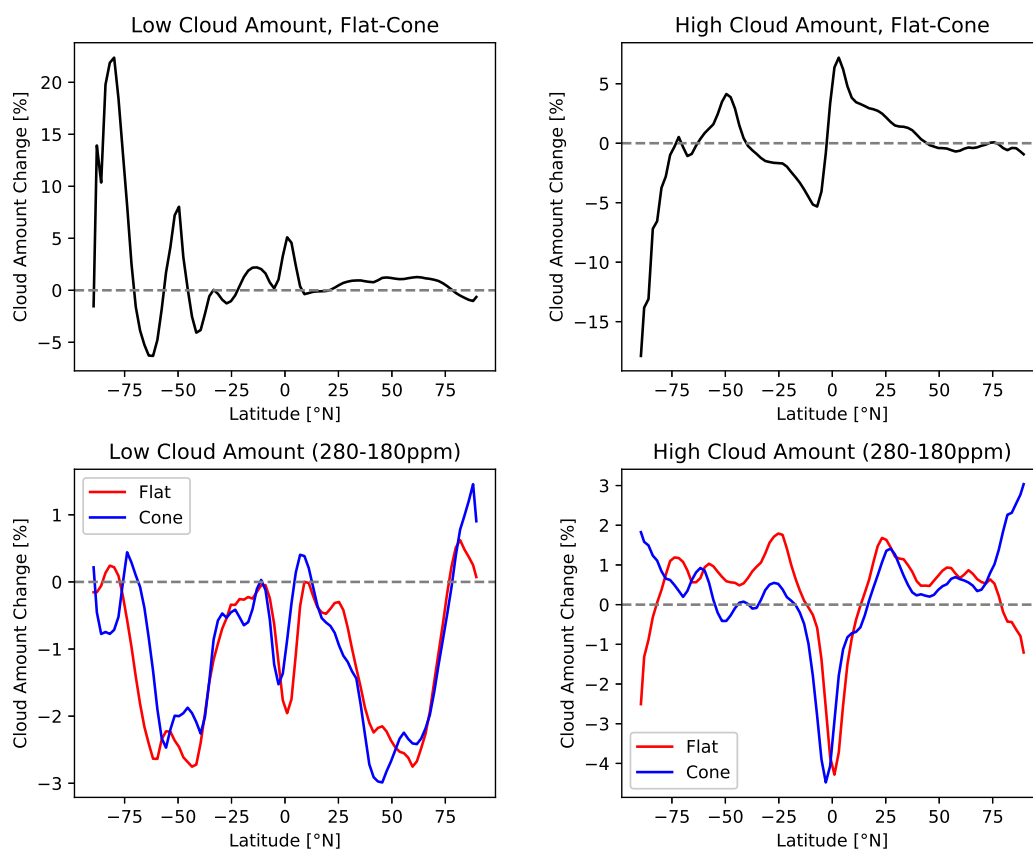 Low Cloud Amount, Flat-Cone
Cloud Amount Change [%]
20
15
10
5
0
−5
−75 −50 −25 0 25 50 75
Latitude [°N]
High Cloud Amount, Flat-Cone
Cloud Amount Change [%]
5
0
−5
−10
−15
−75 −50 −25 0 25 50 75
Latitude [°N]
Low Cloud Amount (280-180ppm)
Cloud Amount Change [%]
Flat
Cone
1
0
−1
−2
−3
−75 −50 −25 0 25 50 75
Latitude [°N]
High Cloud Amount (280-180ppm)
Cloud Amount Change [%]
3
2
1
0
−1
−2
−3
−4
Flat
Cone
−75 −50 −25 0 25 50 75
Latitude [°N]